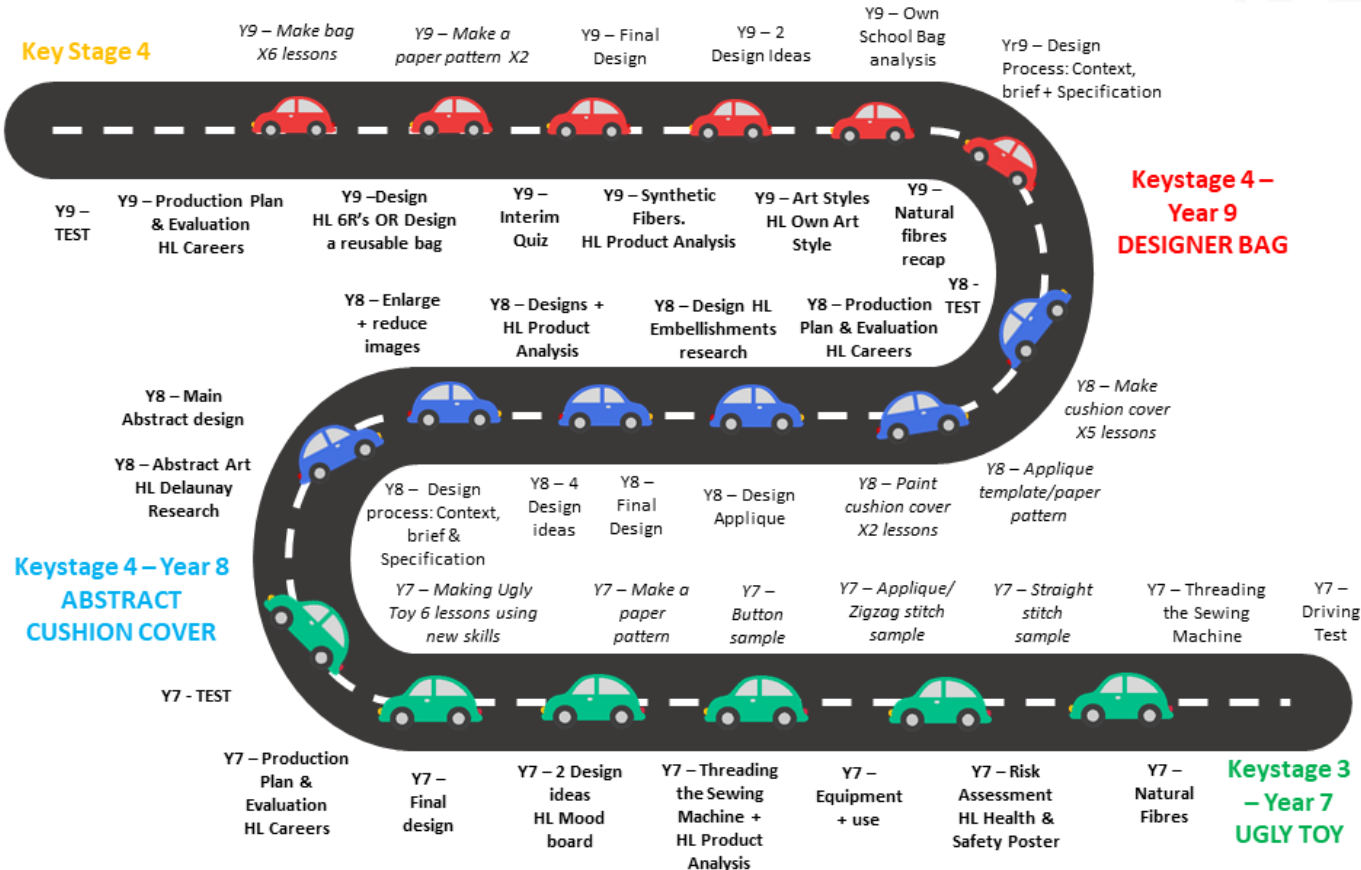 Key Stage 4
Y9 – Make bag
X6 lessons
Y9 – Make a
paper pattern X2
Y9 – Final
Design
Y9 – 2
Design Ideas
Y9 – Own
School Bag
analysis
Yr9 – Design
Process: Context,
brief + Specification
Y9 –
TEST
Y9 – Production Plan
& Evaluation
HL Careers
Y9 –Design
HL 6R's OR Design
a reusable bag
Y9 –
Interim
Quiz
Y9 – Synthetic
Fibers.
HL Product Analysis
Y9 – Art Styles
HL Own Art
Style
Y9 –
Natural
fibres
recap
Keystage 4 –
Year 9
DESIGNER BAG
Y8 – Enlarge
+ reduce
images
Y8 – Designs +
HL Product
Analysis
Y8 – Design HL
Embellishments
research
Y8 – Production
Plan & Evaluation
HL Careers
Y8 -
TEST
Y8 – Main
Abstract design
Y8 – Abstract Art
HL Delaunay
Research
Y8 – Make
cushion cover
X5 lessons
Y8 – Design
process: Context,
brief &
Specification
Y8 – 4
Design
ideas
Y8 –
Final
Design
Y8 – Design
Applique
Y8 – Paint
cushion cover
X2 lessons
Y8 – Applique
template/paper
pattern
Keystage 4 – Year 8
ABSTRACT
CUSHION COVER
Y7 – Making Ugly
Toy 6 lessons using
new skills
Y7 – Make a
paper
pattern
Y7 –
Button
sample
Y7 – Applique/
Zigzag stitch
sample
Y7 – Straight
stitch
sample
Y7 – Threading
the Sewing
Machine
Y7 –
Driving
Test
Y7 - TEST
Y7 – Production
Plan &
Evaluation
HL Careers
Y7 –
Final
design
Y7 – 2 Design
ideas
HL Mood
board
Y7 – Threading
the Sewing
Machine +
HL Product
Analysis
Y7 –
Equipment
+ use
Y7 – Risk
Assessment
HL Health &
Safety Poster
Y7 –
Natural
Fibres
Keystage 3
– Year 7
UGLY TOY